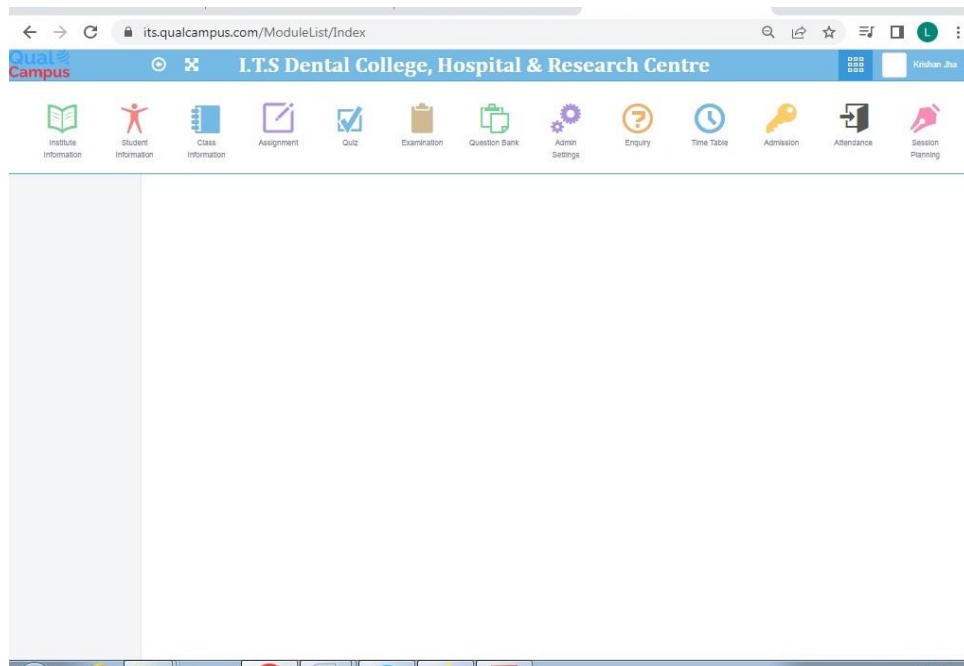 its.qualcampus.com/ModuleList/Index
L
Qual
Campus
I.T.S Dental College, Hospital & Research Centre
Krishan Jha
Institute
Information
Student
Information
Class
Information
Assignment
Quiz
Examination
Question Bank
Admin
Settings
Enquiry
Time Table
Admission
Attendance
Session
Planning